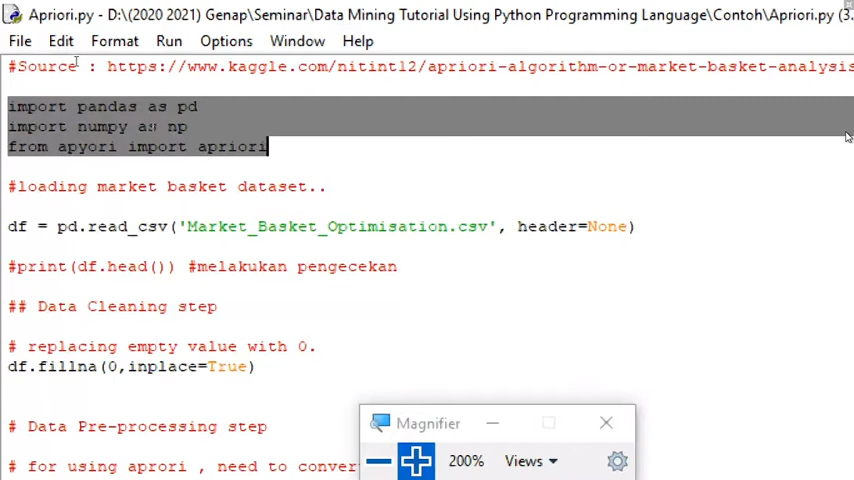 Apriori.py - D:\(2020 2021) Genap\Seminar\Data Mining Tutorial Using Python Programming Language\Contoh\Apriori.py (3.
File Edit Format Run Options Window Help
#Source : https://www.kaggle.com/nitint12/apriori-algorithm-or-market-basket-analysis
import pandas as pd
import numpy as np
from apyori import apriori
#loading market basket dataset..
df = pd.read_csv('Market_Basket_Optimisation.csv', header=None)
#print(df.head()) #melakukan pengecekan
## Data Cleaning step
# replacing empty value with 0.
df.fillna(0,inplace=True)
# Data Pre-processing step
# for using aprori , need to conver
Magnifier
200% Views